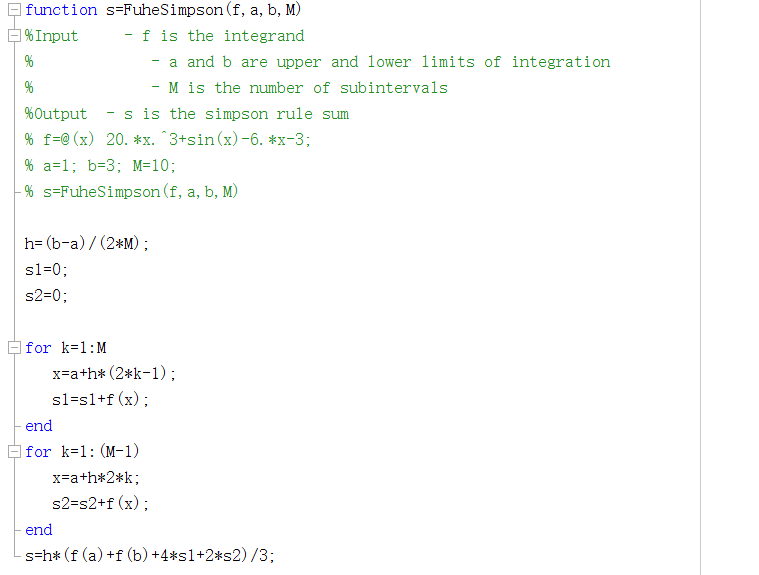 function s=FuheSimpson(f,a,b,M)
%Input     - f is the integrand
%             - a and b are upper and lower limits of integration
%             - M is the number of subintervals
%Output  - s is the simpson rule sum
% f=@(x) 20.*x.^3+sin(x)-6.*x-3;
% a=1; b=3; M=10;
% s=FuheSimpson(f,a,b,M)
h=(b-a)/(2*M);
s1=0;
s2=0;
for k=1:M
   x=a+h*(2*k-1);
   s1=s1+f(x);
end
for k=1:(M-1)
   x=a+h*2*k;
   s2=s2+f(x);
end
s=h*(f(a)+f(b)+4*s1+2*s2)/3;